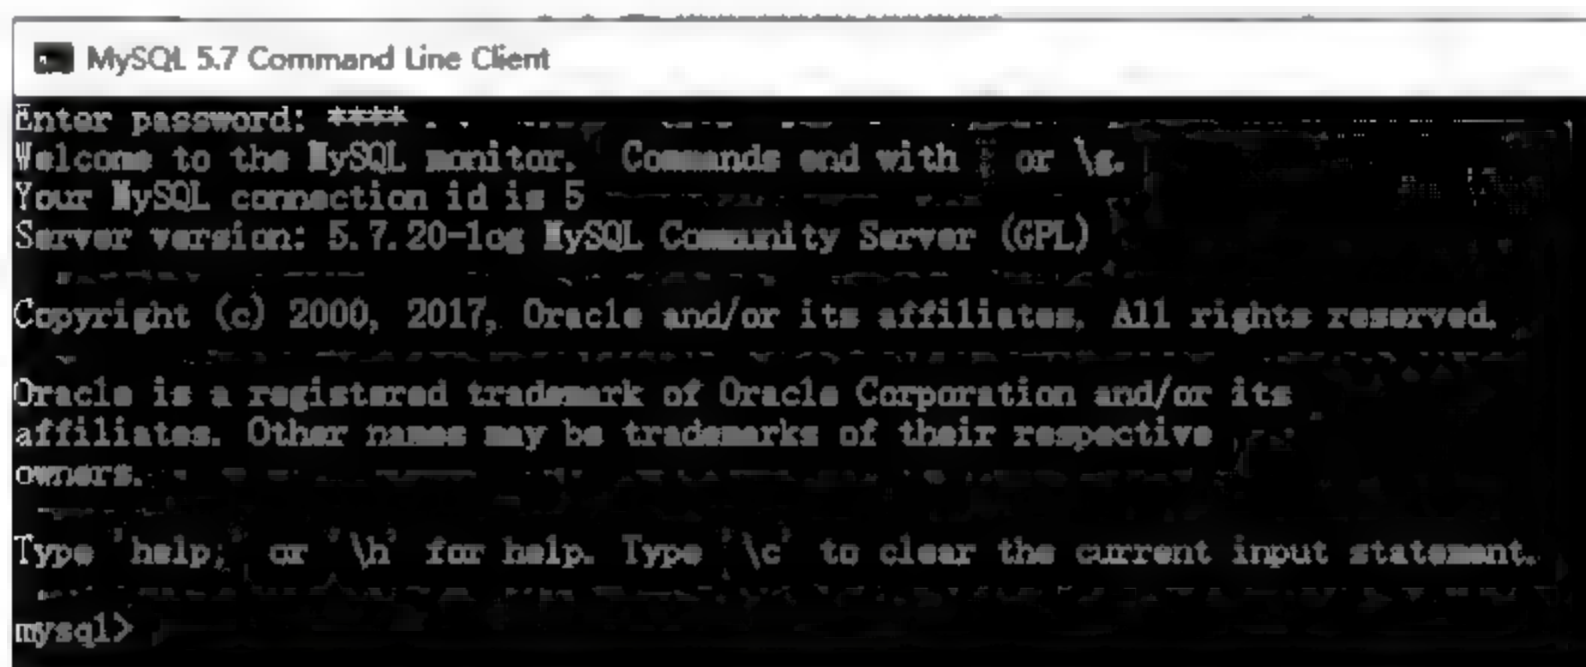 MySQL 5.7 Command Line Client
Enter password: ****
Welcome to the MySQL monitor.  Commands end with ; or \g.
Your MySQL connection id is 5
Server version: 5.7.20-log MySQL Community Server (GPL)
Copyright (c) 2000, 2017, Oracle and/or its affiliates. All rights reserved.
Oracle is a registered trademark of Oracle Corporation and/or its
affiliates. Other names may be trademarks of their respective
owners.
Type 'help;' or '\h' for help. Type '\c' to clear the current input statement.
mysql>